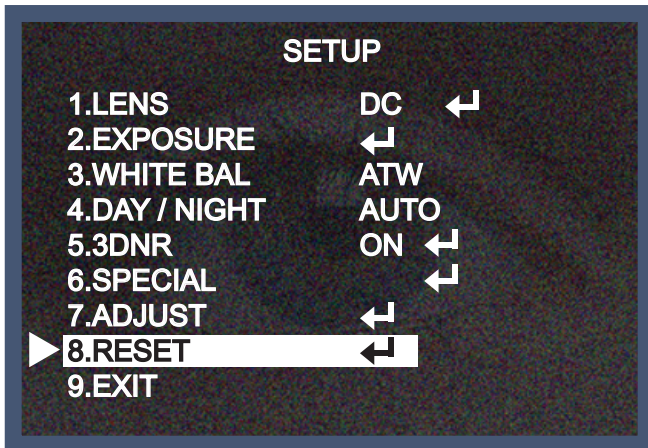 SETUP
1.LENS DC ↵
2.EXPOSURE ↵
3.WHITE BAL ATW
4.DAY / NIGHT AUTO
5.3DNR ON ↵
6.SPECIAL ↵
7.ADJUST ↵
8.RESET ↵
9.EXIT